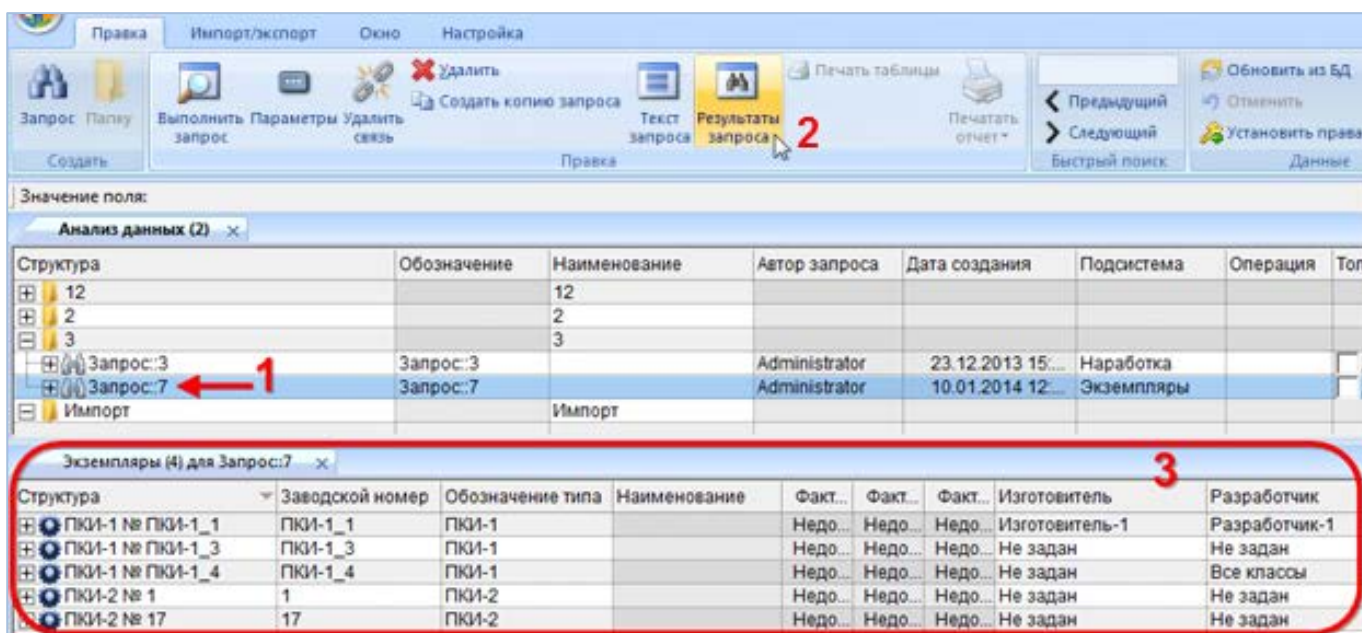 Правка Импорт/экспорт Окно Настройка
Запрос Папку Выполнить запрос Параметры Удалить связь Удалить Создать копию запроса Текст запроса Результаты запроса 2 Печать таблицы Печатать отчет Предыдущий Следующий Обновить из БД Отменить Установить права
Создать Правка Быстрый поиск Данные
Значение поля:
Анализ данных (2)
Структура Обозначение Наименование Автор запроса Дата создания Подсистема Операция Тол
12 12
2 2
3 3
Запрос::3 Запрос::3 Administrator 23.12.2013 15:... Наработка
Запрос::7 1 Запрос::7 Administrator 10.01.2014 12:... Экземпляры
Импорт Импорт
Экземпляры (4) для Запрос::7 3
Структура Заводской номер Обозначение типа Наименование Факт... Факт... Факт... Изготовитель Разработчик
ПКИ-1 № ПКИ-1_1 ПКИ-1_1 ПКИ-1 Недо... Недо... Недо... Изготовитель-1 Разработчик-1
ПКИ-1 № ПКИ-1_3 ПКИ-1_3 ПКИ-1 Недо... Недо... Недо... Не задан Не задан
ПКИ-1 № ПКИ-1_4 ПКИ-1_4 ПКИ-1 Недо... Недо... Недо... Не задан Все классы
ПКИ-2 № 1 1 ПКИ-2 Недо... Недо... Недо... Не задан Не задан
ПКИ-2 № 17 17 ПКИ-2 Недо... Недо... Недо... Не задан Не задан